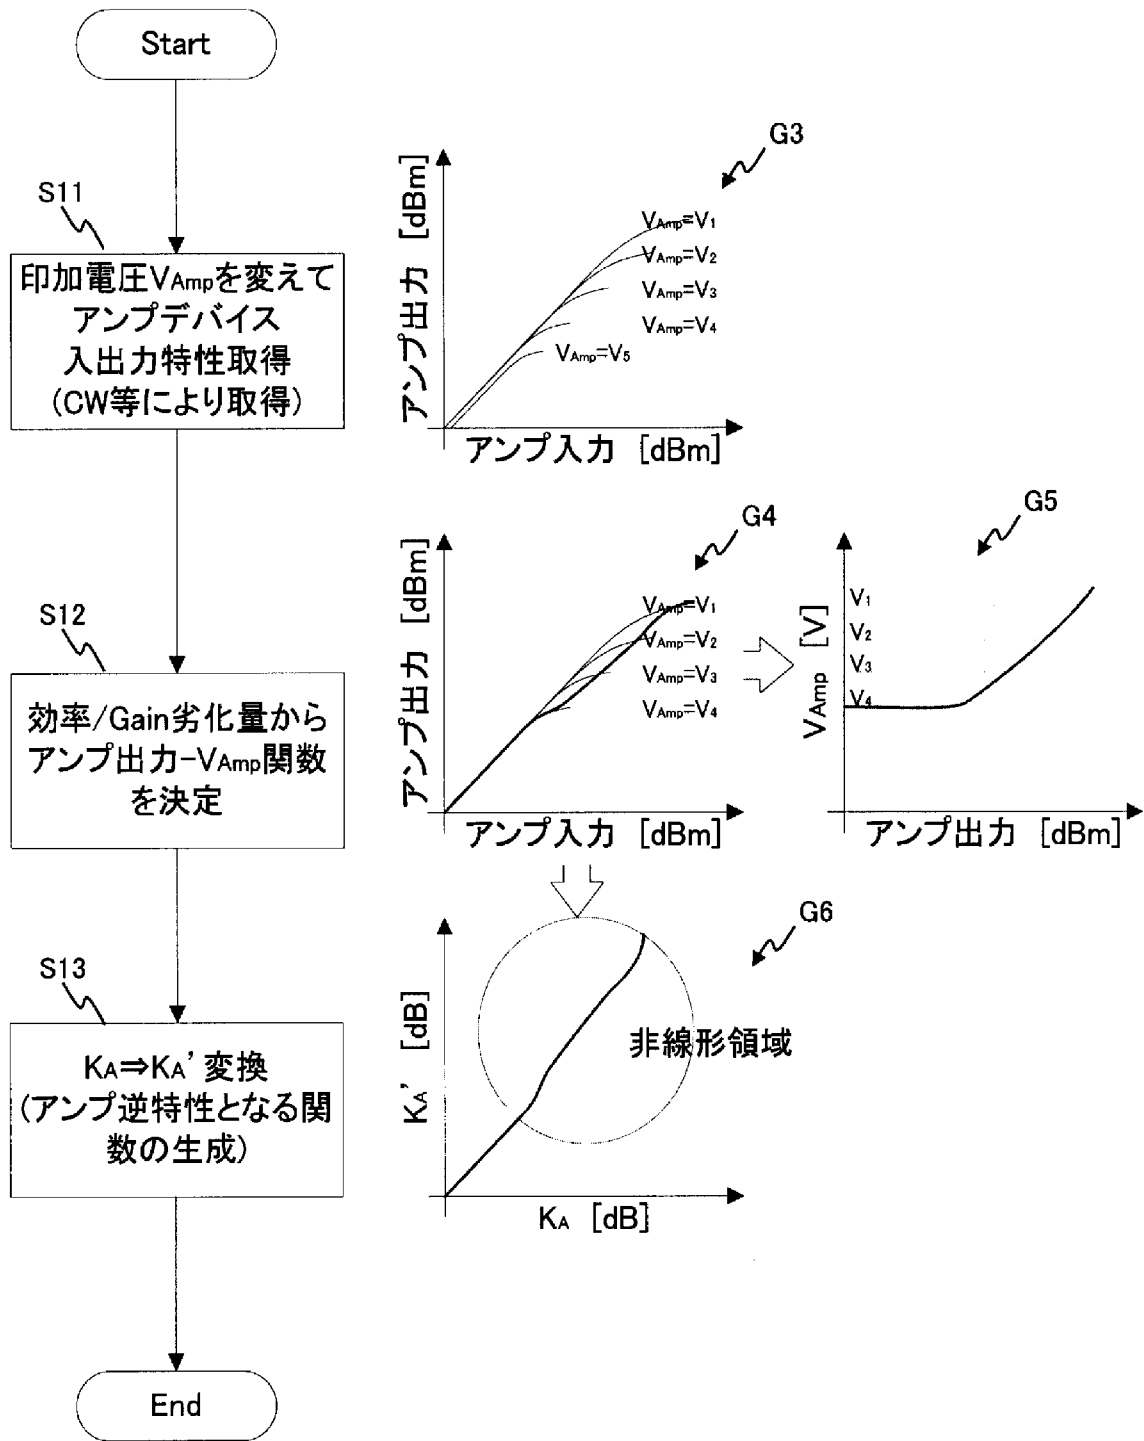 Start
S11
印加電圧VAmpを変えて
アンプデバイス
入出力特性取得
(CW等により取得)
G3
アンプ出力 [dBm]
VAmp=V1
VAmp=V2
VAmp=V3
VAmp=V4
VAmp=V5
アンプ入力 [dBm]
S12
効率/Gain劣化量から
アンプ出力-VAmp関数
を決定
G4
アンプ出力 [dBm]
VAmp=V1
VAmp=V2
VAmp=V3
VAmp=V4
アンプ入力 [dBm]
G5
VAmp [V]
V1
V2
V3
V4
アンプ出力 [dBm]
S13
KA⇒KA'変換
(アンプ逆特性となる関
数の生成)
G6
KA' [dB]
非線形領域
KA [dB]
End